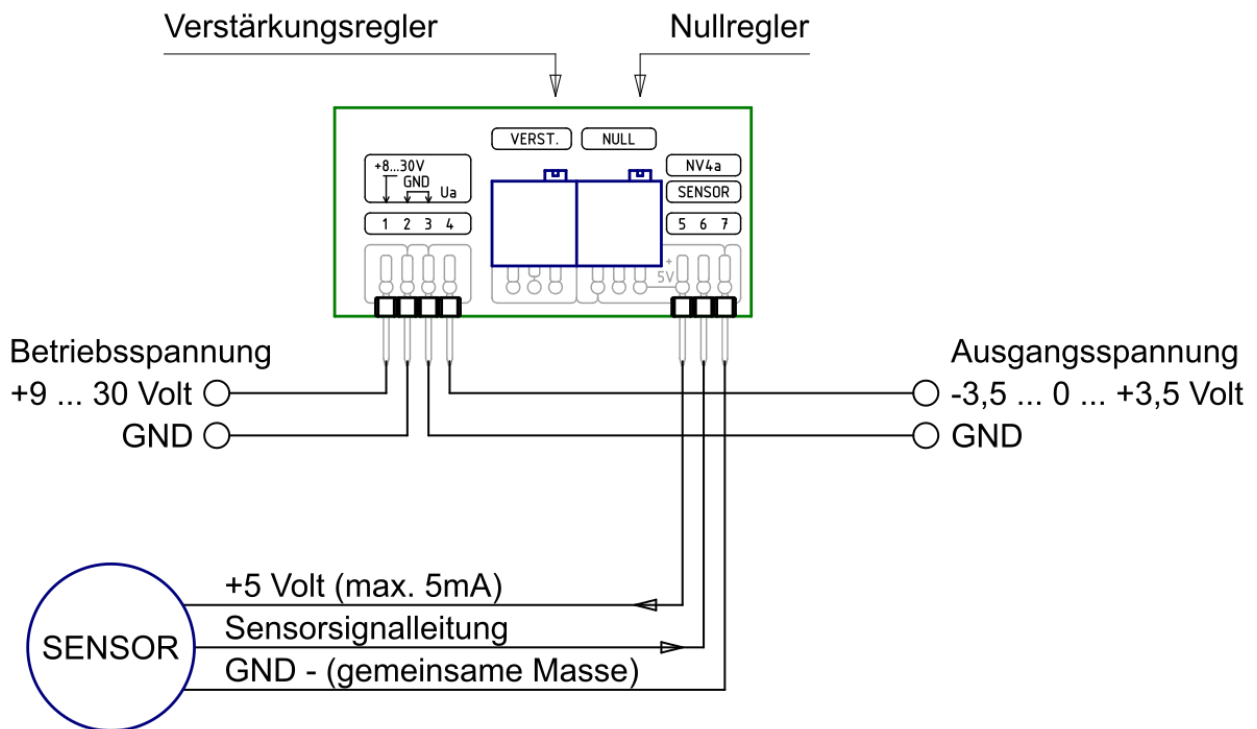 Verstärkungsregler
Nullregler
VERST.
NULL
+8...30V
GND
Ua
NV4a
SENSOR
1 2 3 4
5 6 7
+
5V
Betriebsspannung
+9 ... 30 Volt
GND
Ausgangsspannung
-3,5 ... 0 ... +3,5 Volt
GND
+5 Volt (max. 5mA)
Sensorsignalleitung
SENSOR
GND - (gemeinsame Masse)